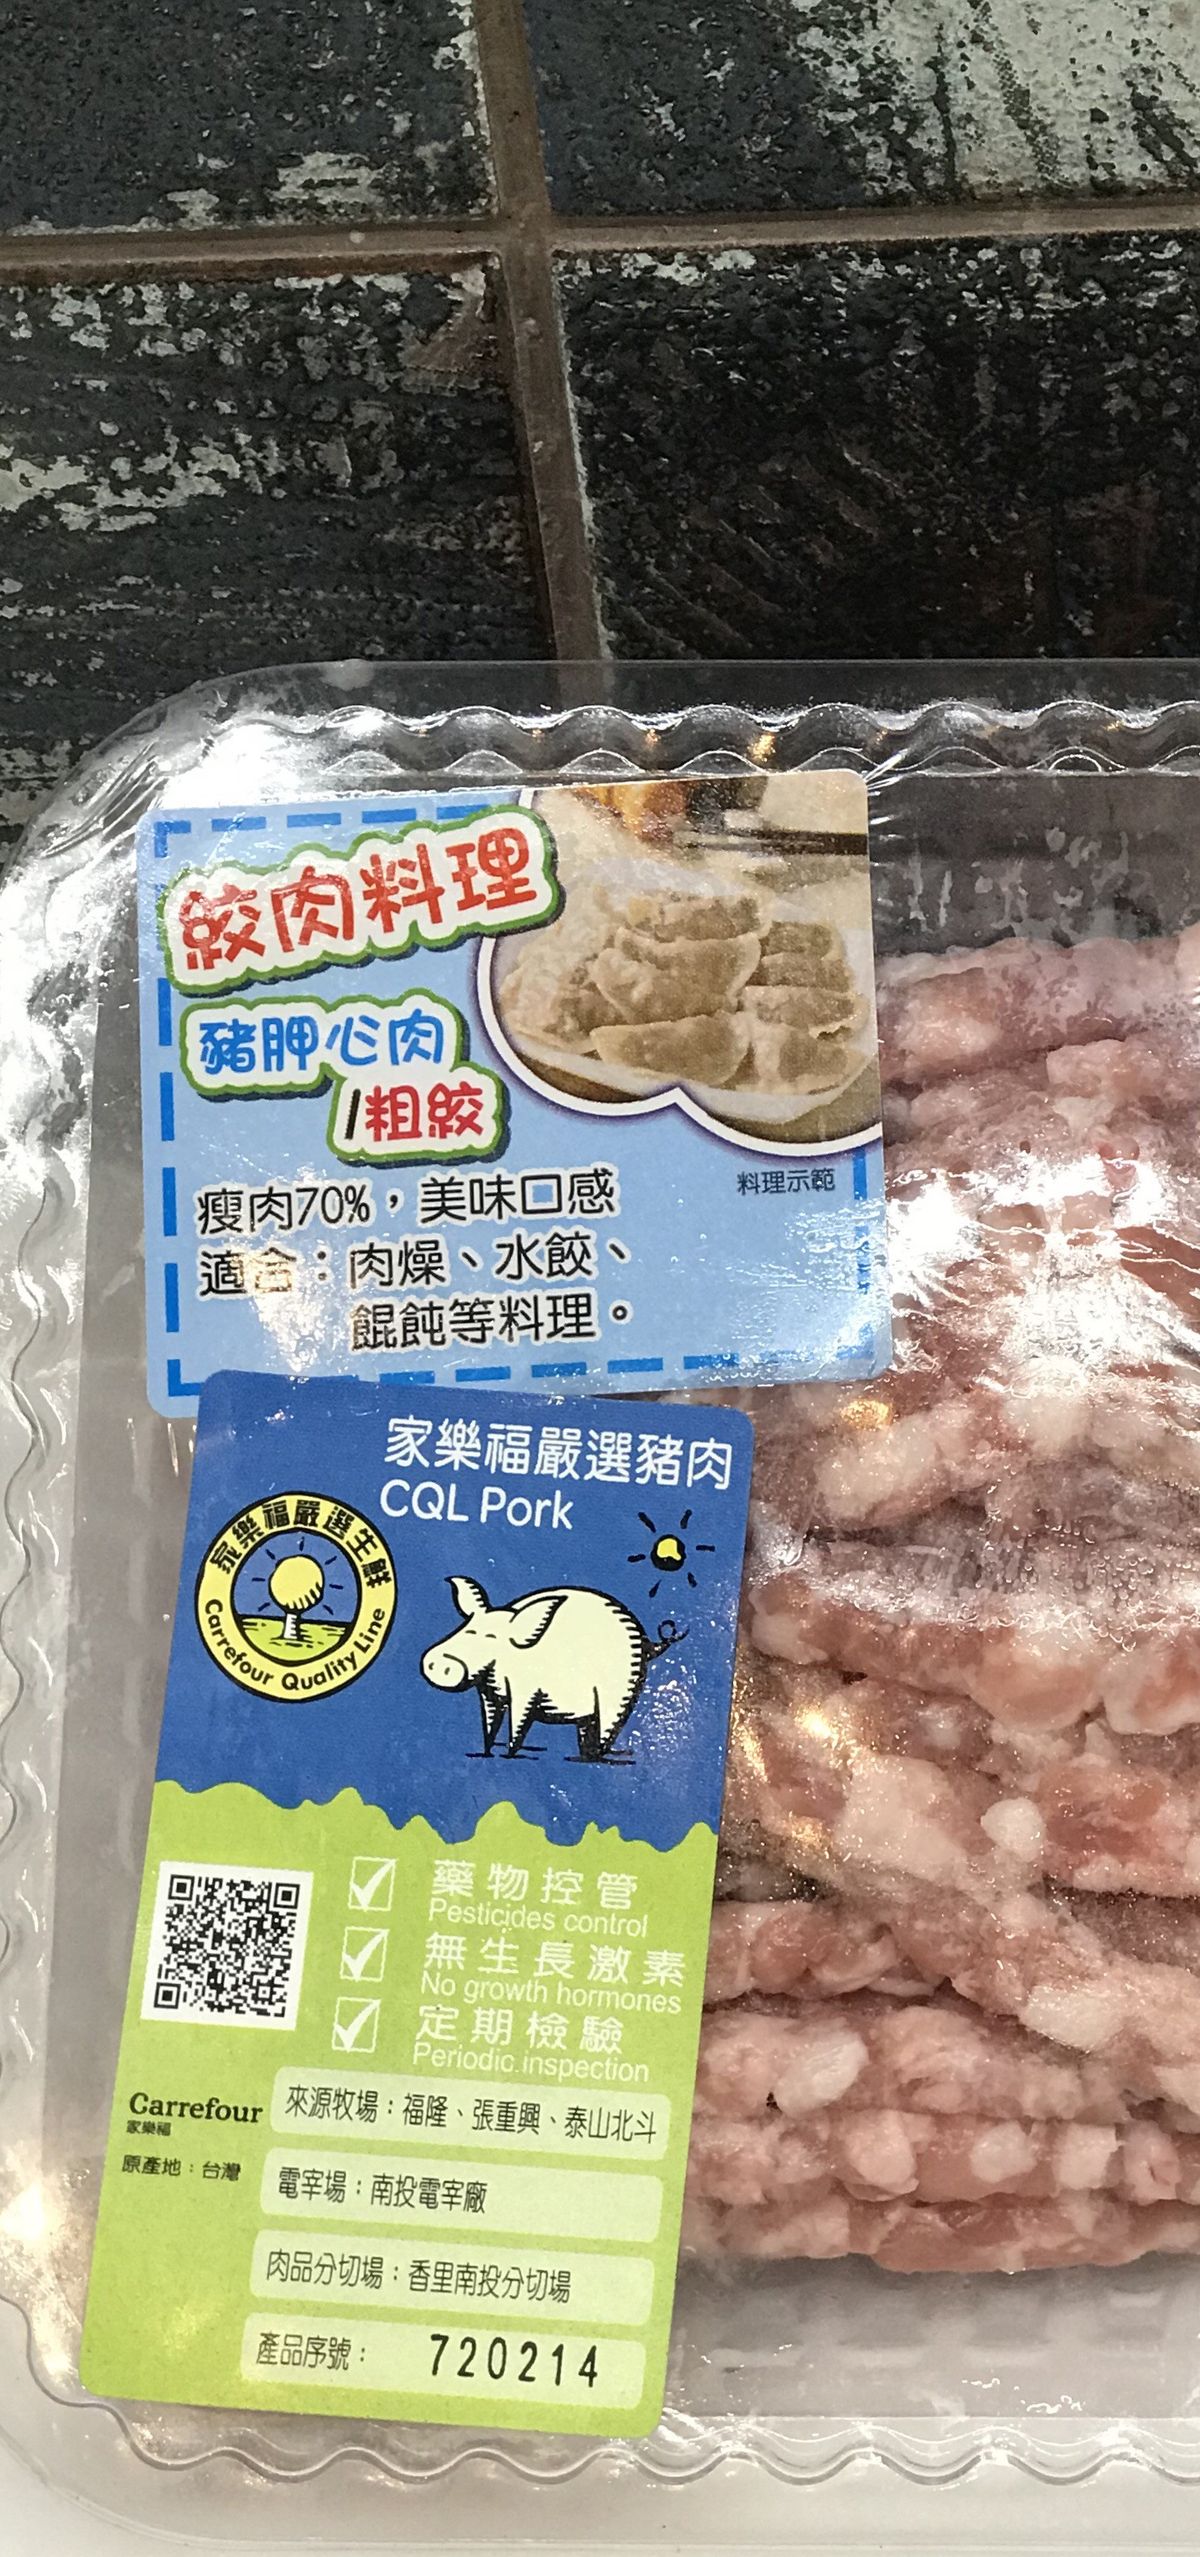 絞肉料理
豬胛心肉
/粗絞
料理示範
瘦肉70%，美味口感
適合：肉燥、水餃、
餛飩等料理。
家樂福嚴選豬肉
CQL Pork
家樂福嚴選生鮮
Carrefour Quality Line
藥物控管
Pesticides control
無生長激素
No growth hormones
定期檢驗
Periodic.inspection
Carrefour
家樂福
原產地：台灣
來源牧場：福隆、張重興、泰山北斗
電宰場：南投電宰廠
肉品分切場：香里南投分切場
產品序號： 720214